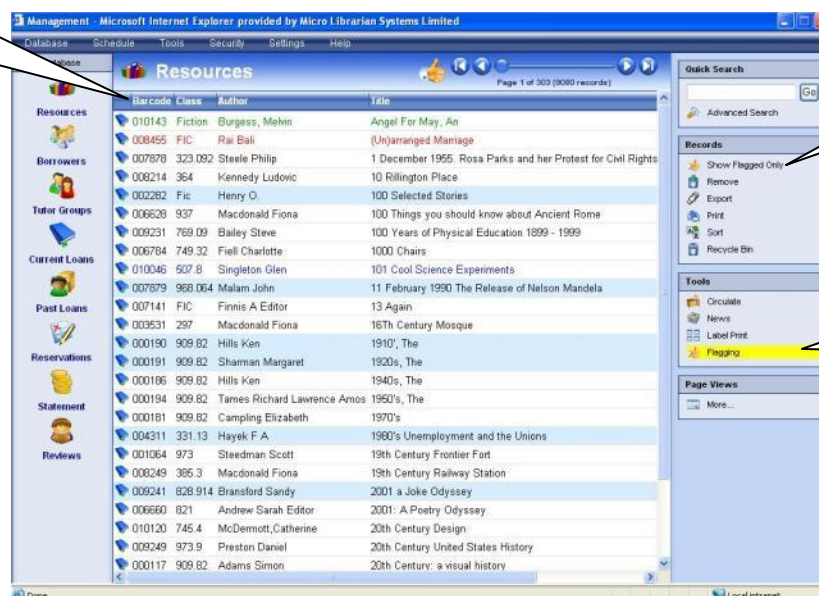 Management - Microsoft Internet Explorer provided by Micro Librarian Systems Limited
Database Schedule Tools Security Settings Help
Resources
Page 1 of 303 (9080 records)
Resources
Borrowers
Tutor Groups
Current Loans
Past Loans
Reservations
Statement
Reviews
Barcode Class Author Title
010143 Fiction Burgess, Melvin Angel For May, An
008455 FIC Rai Bali (Un)arranged Marriage
007878 323.092 Steele Philip 1 December 1955. Rosa Parks and her Protest for Civil Rights
008214 364 Kennedy Ludovic 10 Rillington Place
002282 Fic Henry O. 100 Selected Stories
006628 937 Macdonald Fiona 100 Things you should know about Ancient Rome
009231 769.09 Bailey Steve 100 Years of Physical Education 1899 - 1999
006784 749.32 Fiell Charlotte 1000 Chairs
010046 507.8 Singleton Glen 101 Cool Science Experiments
007879 968.064 Malam John 11 February 1990 The Release of Nelson Mandela
007141 FIC Finnis A Editor 13 Again
003531 297 Macdonald Fiona 16Th Century Mosque
000190 909.82 Hills Ken 1910', The
000191 909.82 Sharman Margaret 1920s, The
000186 909.82 Hills Ken 1940s, The
000194 909.82 Tames Richard Lawrence Amos 1950's, The
000181 909.82 Campling Elizabeth 1970's
004311 331.13 Hayek F A 1980's Unemployment and the Unions
001064 973 Steedman Scott 19th Century Frontier Fort
008249 385.3 Macdonald Fiona 19th Century Railway Station
009241 828.914 Bransford Sandy 2001 a Joke Odyssey
006660 821 Andrew Sarah Editor 2001: A Poetry Odyssey
010120 745.4 McDermott,Catherine 20th Century Design
009249 973.9 Preston Daniel 20th Century United States History
000117 909.82 Adams Simon 20th Century: a visual history
Quick Search
Go
Advanced Search
Records
Show Flagged Only
Remove
Export
Print
Sort
Recycle Bin
Tools
Circulate
News
Label Print
Flagging
Page Views
More...
Done
Local intranet